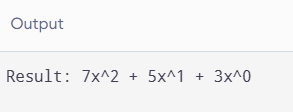 Output
Result: 7x^2 + 5x^1 + 3x^0